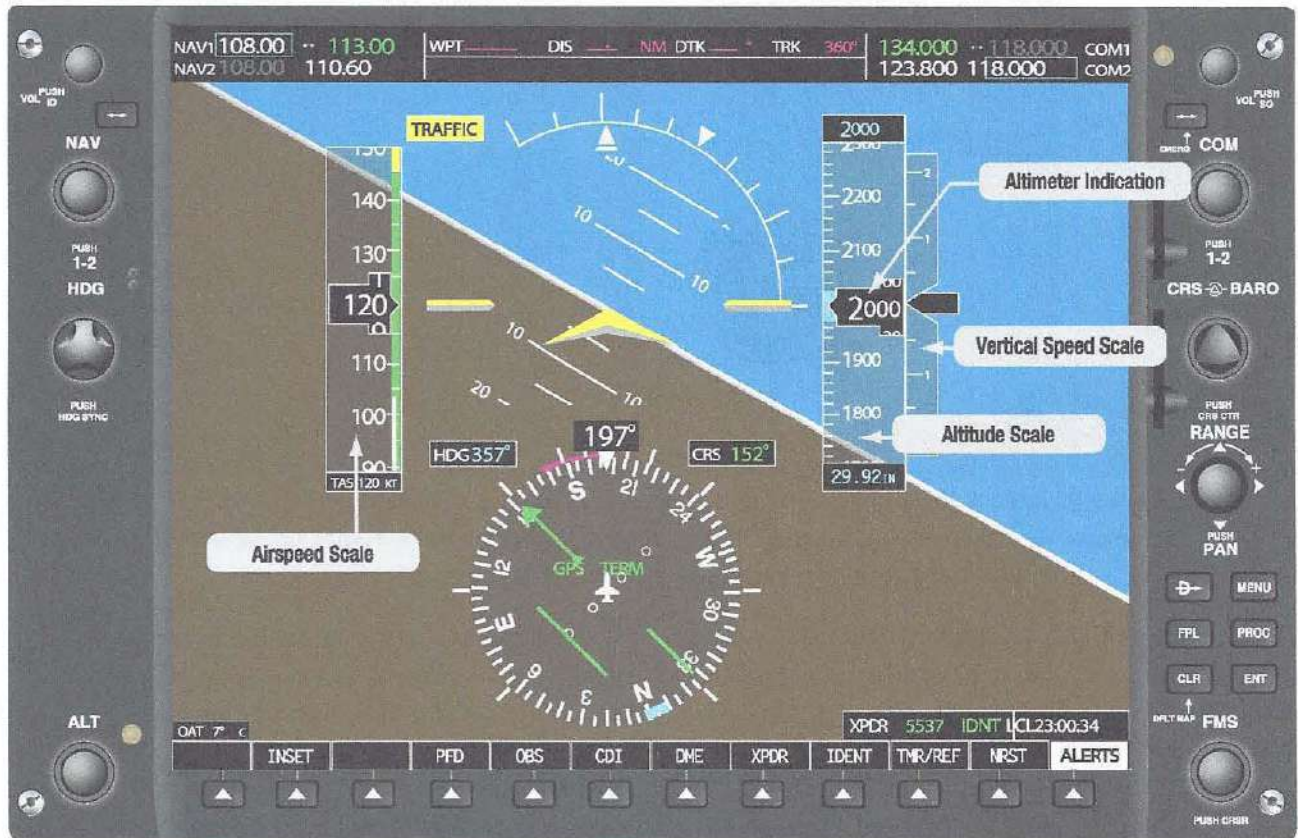 NAV1 108.00 ↔ 113.00
NAV2 108.00 110.60
WPT DIS NM DTK TRK 360°
134.000 ↔ 118.000 COM1
123.800 118.000 COM2
VOL PUSH ID
NAV
PUSH
1-2
HDG
PUSH
HDG SYNC
ALT
TRAFFIC
140
130
120
110
100
90
TAS 120 KT
20
10
10
10
10
20
2000
2200
2100
2000
1900
1800
29.92IN
2
1
1
Altimeter Indication
Vertical Speed Scale
Altitude Scale
Airspeed Scale
HDG 357°
197°
CRS 152°
S
21
24
W
30
33
N
3
6
E
12
GPS TERM
OAT 7° C
XPDR 5537 IDNT LCL23:00:34
INSET PFD OBS CDI DME XPDR IDENT TMR/REF NRST ALERTS
VOL PUSH SQ
EMERG
COM
PUSH
1-2
CRS BARO
PUSH
CRS CTR
RANGE
- +
PUSH
PAN
D MENU
FPL PROC
CLR ENT
DFLT MAP
FMS
PUSH CRSR